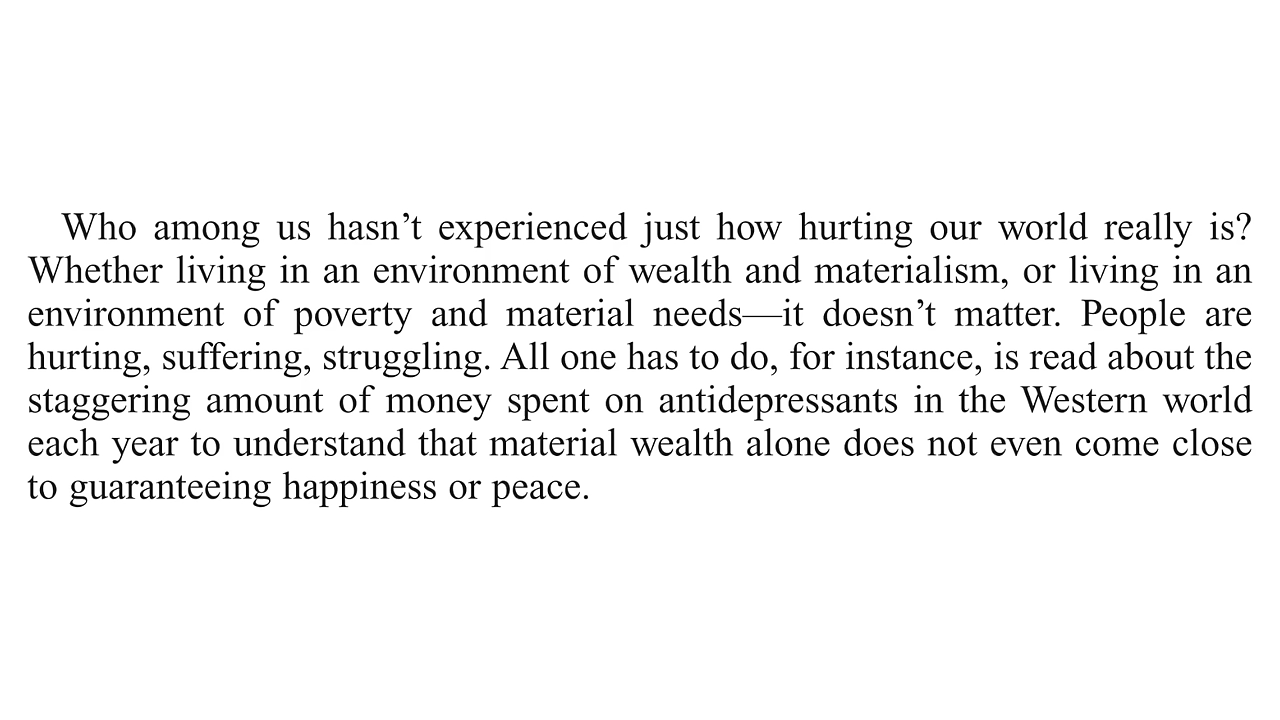 Who among us hasn’t experienced just how hurting our world really is?
Whether living in an environment of wealth and materialism, or living in an
environment of poverty and material needs—it doesn’t matter. People are
hurting, suffering, struggling. All one has to do, for instance, is read about the
staggering amount of money spent on antidepressants in the Western world
each year to understand that material wealth alone does not even come close
to guaranteeing happiness or peace.